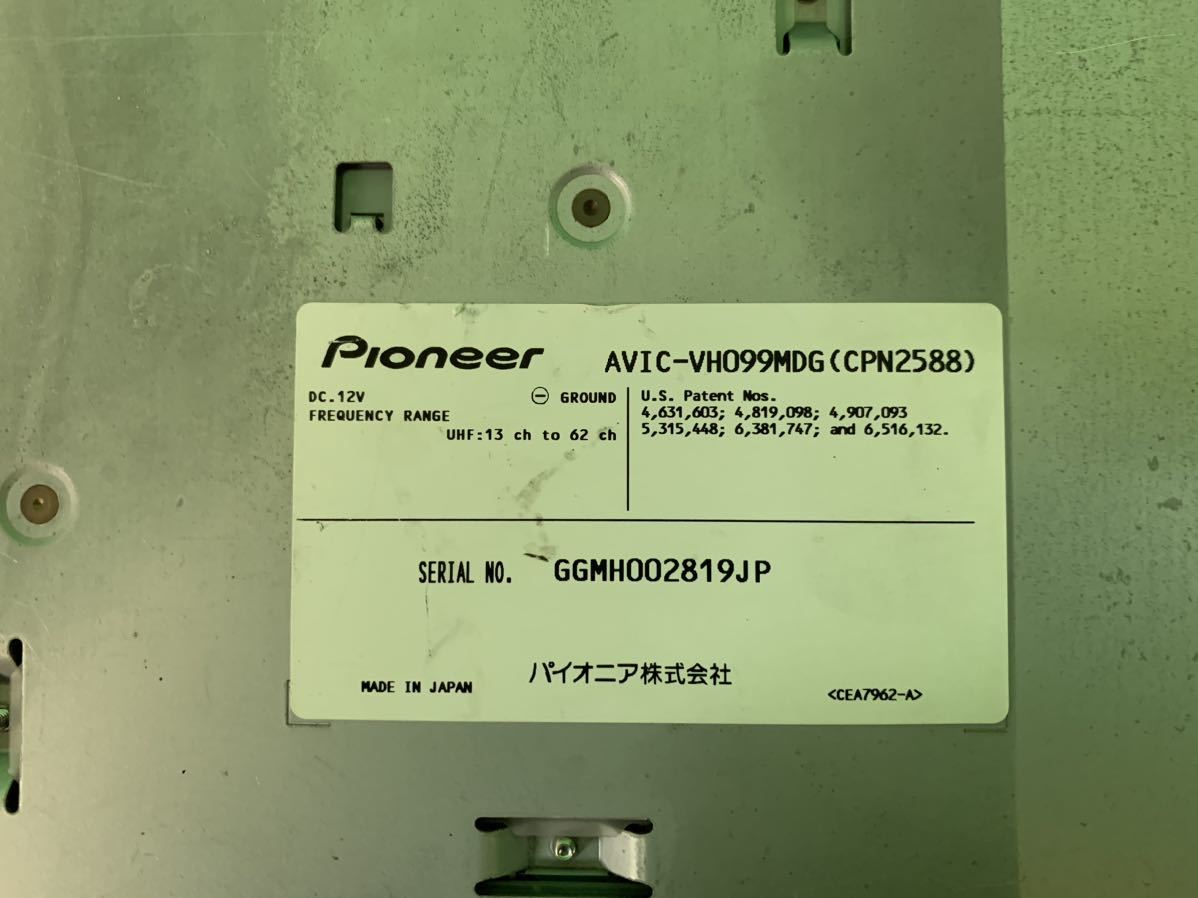 Pioneer AVIC-VH099MDG(CPN2588)
DC.12V ⊖ GROUND
FREQUENCY RANGE
UHF:13 ch to 62 ch
U.S. Patent Nos.
4,631,603; 4,819,098; 4,907,093
5,315,448; 6,381,747; and 6,516,132.
SERIAL NO. GGMH002819JP
MADE IN JAPAN パイオニア株式会社 <CEA7962-A>